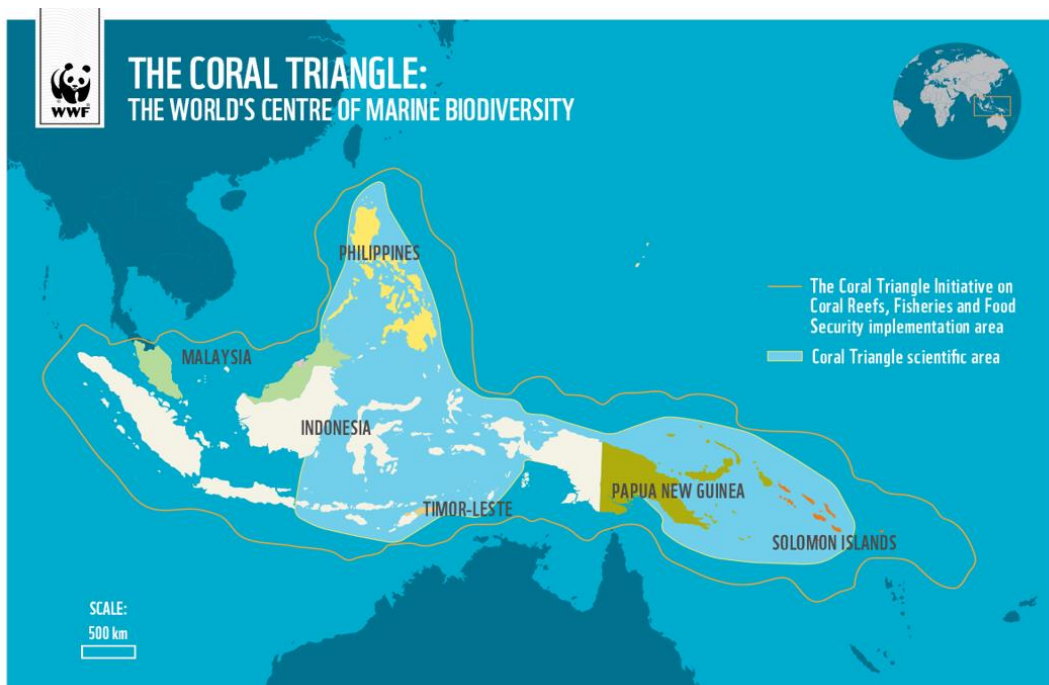 WWF
THE CORAL TRIANGLE:
THE WORLD'S CENTRE OF MARINE BIODIVERSITY
PHILIPPINES
MALAYSIA
INDONESIA
TIMOR-LESTE
PAPUA NEW GUINEA
SOLOMON ISLANDS
The Coral Triangle Initiative on
Coral Reefs, Fisheries and Food
Security implementation area
Coral Triangle scientific area
SCALE:
500 km